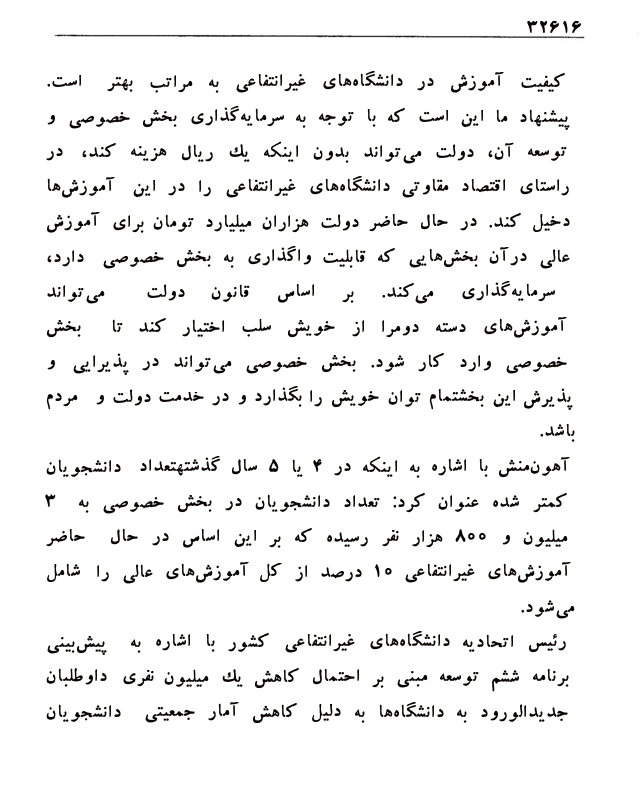 ۳۲۶۱۶
کیفیت آموزش در دانشگاه‌های غیرانتفاعی به مراتب بهتر است.
پیشنهاد ما این است که با توجه به سرمایه‌گذاری بخش خصوصی و
توسعه آن، دولت می‌تواند بدون اینکه یك ریال هزینه کند، در
راستای اقتصاد مقاوتی دانشگاه‌های غیرانتفاعی را در این آموزش‌ها
دخیل کند. در حال حاضر دولت هزاران میلیارد تومان برای آموزش
عالی درآن بخش‌هایی که قابلیت واگذاری به بخش خصوصی دارد،
سرمایه‌گذاری می‌کند. بر اساس قانون دولت می‌تواند
آموزش‌های دسته دومرا از خویش سلب اختیار کند تا بخش
خصوصی وارد کار شود. بخش خصوصی می‌تواند در پذیرایی و
پذیرش این بخشتمام توان خویش را بگذارد و در خدمت دولت و مردم
باشد.
آهون‌منش با اشاره به اینکه در ۴ یا ۵ سال گذشتهتعداد دانشجویان
کمتر شده عنوان کرد: تعداد دانشجویان در بخش خصوصی به ۳
میلیون و ۸۰۰ هزار نفر رسیده که بر این اساس در حال حاضر
آموزش‌های غیرانتفاعی ۱۰ درصد از کل آموزش‌های عالی را شامل
می‌شود.
رئیس اتحادیه دانشگاه‌های غیرانتفاعی کشور با اشاره به پیش‌بینی
برنامه ششم توسعه مبنی بر احتمال کاهش یك میلیون نفری داوطلبان
جدیدالورود به دانشگاه‌ها به دلیل کاهش آمار جمعیتی دانشجویان